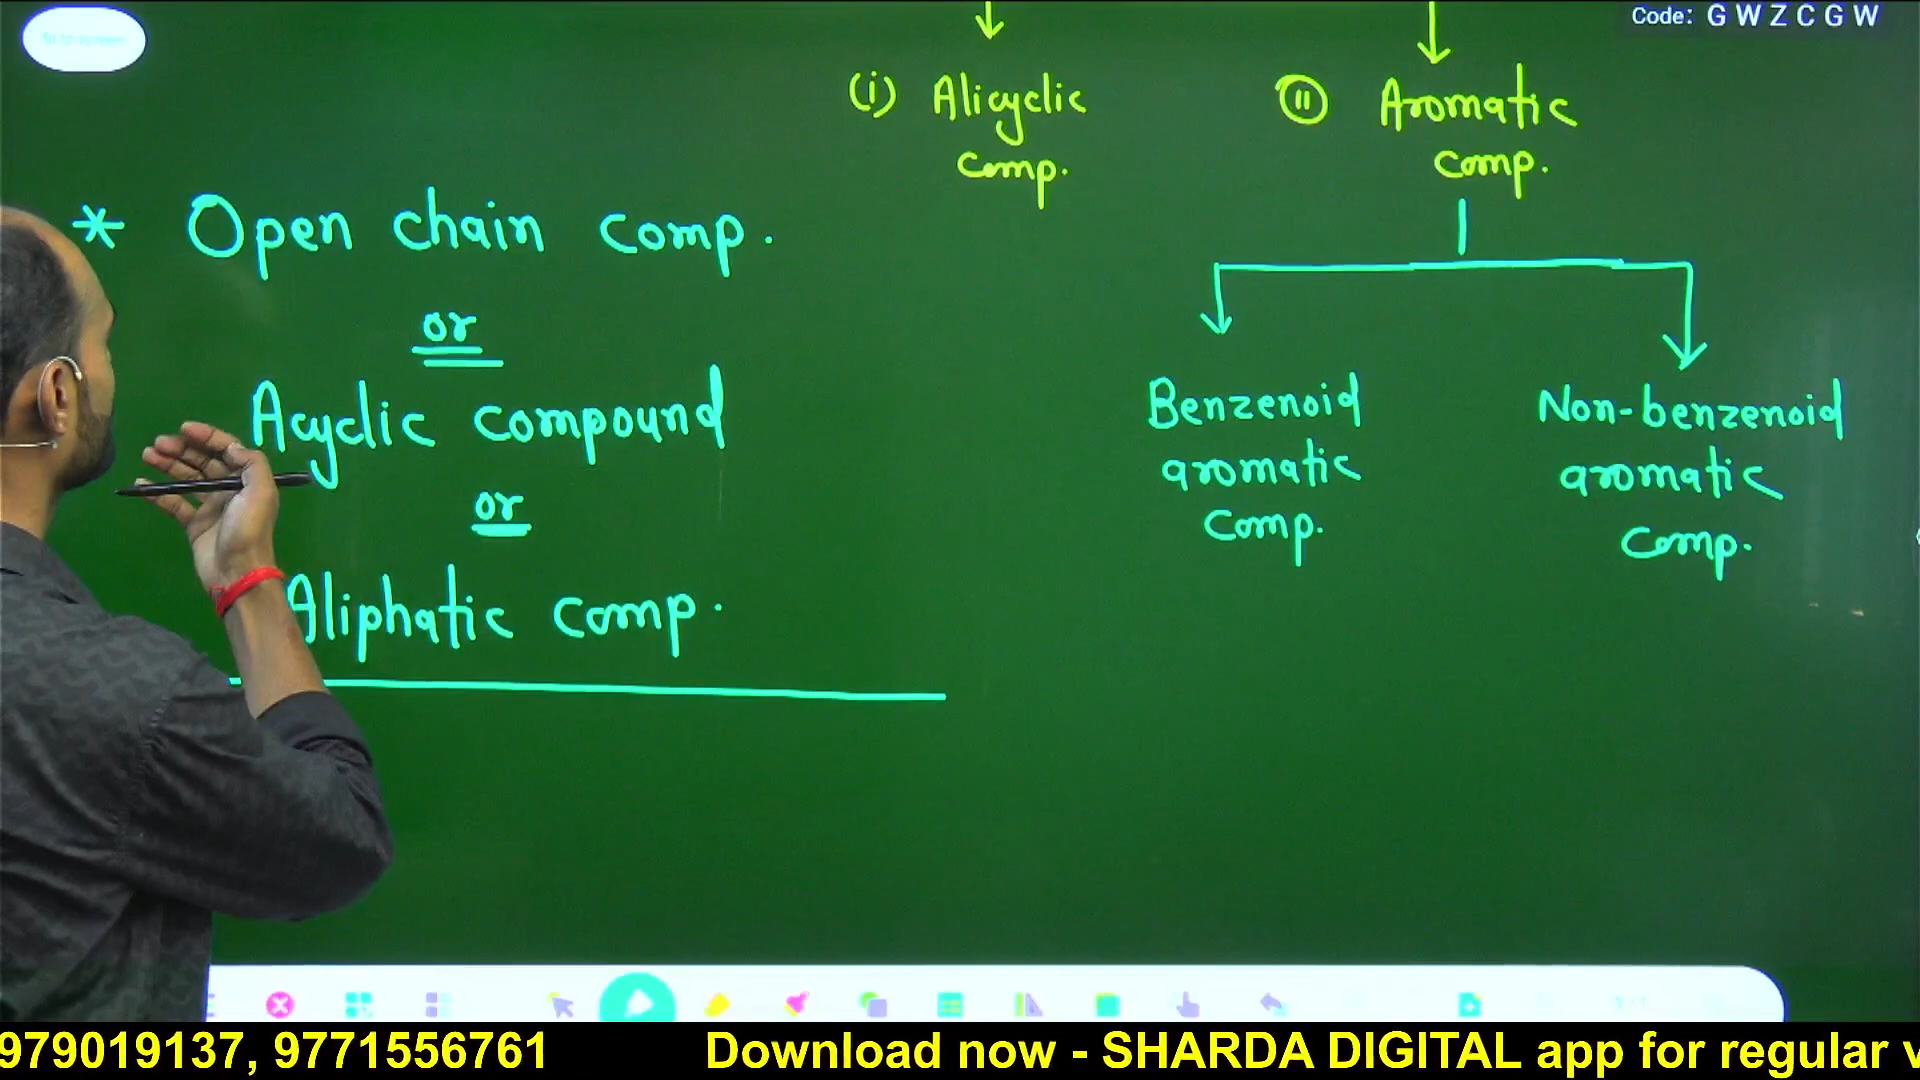 Code: GWZCGW
(i) Alicyclic
comp.
(ii) Aromatic
comp.
* Open chain comp.
or
Acyclic compound
or
Aliphatic comp.
Benzenoid
aromatic
comp.
Non-benzenoid
aromatic
comp.
979019137, 9771556761 Download now - SHARDA DIGITAL app for regular v